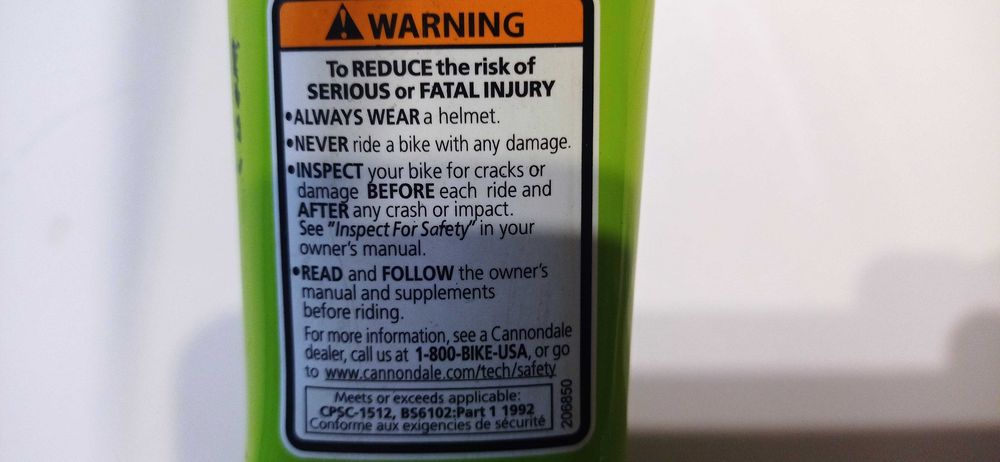 WARNING
To REDUCE the risk of
SERIOUS or FATAL INJURY
•ALWAYS WEAR a helmet.
•NEVER ride a bike with any damage.
•INSPECT your bike for cracks or
damage BEFORE each ride and
AFTER any crash or impact.
See "Inspect For Safety" in your
owner's manual.
•READ and FOLLOW the owner's
manual and supplements
before riding.
For more information, see a Cannondale
dealer, call us at 1-800-BIKE-USA, or go
to www.cannondale.com/tech/safety
Meets or exceeds applicable:
CPSC-1512, BS6102:Part 1 1992
Conforme aux exigencies de sécurité
206850